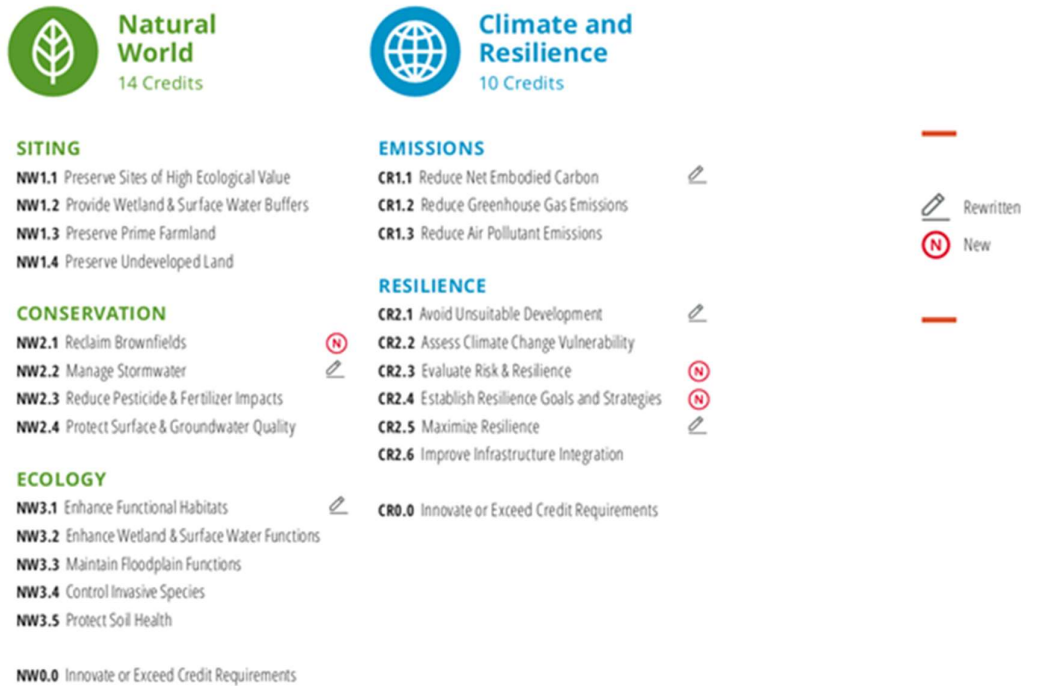 Natural
World
14 Credits
SITING
NW1.1 Preserve Sites of High Ecological Value
NW1.2 Provide Wetland & Surface Water Buffers
NW1.3 Preserve Prime Farmland
NW1.4 Preserve Undeveloped Land
CONSERVATION
NW2.1 Reclaim Brownfields N
NW2.2 Manage Stormwater
NW2.3 Reduce Pesticide & Fertilizer Impacts
NW2.4 Protect Surface & Groundwater Quality
ECOLOGY
NW3.1 Enhance Functional Habitats
NW3.2 Enhance Wetland & Surface Water Functions
NW3.3 Maintain Floodplain Functions
NW3.4 Control Invasive Species
NW3.5 Protect Soil Health
NW0.0 Innovate or Exceed Credit Requirements
Climate and
Resilience
10 Credits
EMISSIONS
CR1.1 Reduce Net Embodied Carbon
CR1.2 Reduce Greenhouse Gas Emissions
CR1.3 Reduce Air Pollutant Emissions
RESILIENCE
CR2.1 Avoid Unsuitable Development
CR2.2 Assess Climate Change Vulnerability
CR2.3 Evaluate Risk & Resilience N
CR2.4 Establish Resilience Goals and Strategies N
CR2.5 Maximize Resilience
CR2.6 Improve Infrastructure Integration
CR0.0 Innovate or Exceed Credit Requirements
Rewritten
N New